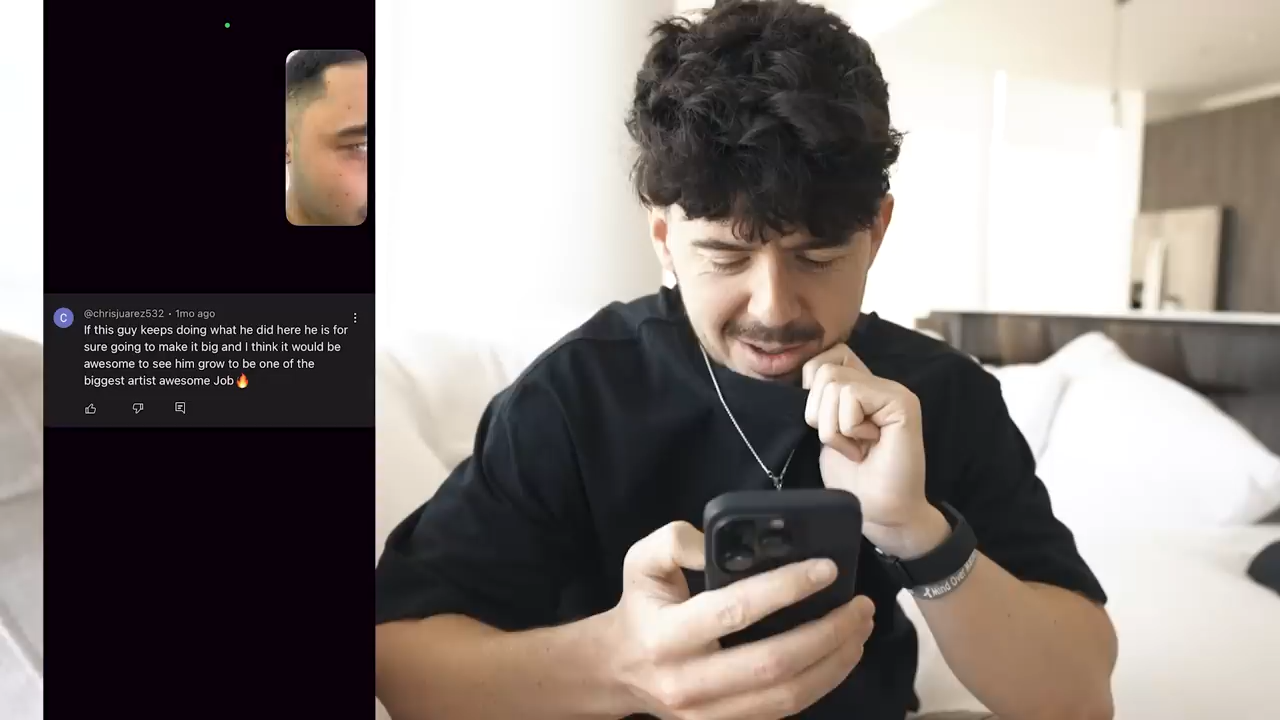 @chrisjuarez532 · 1mo ago
If this guy keeps doing what he did here he is for
sure going to make it big and I think it would be
awesome to see him grow to be one of the
biggest artist awesome Job🔥
C
Mind Over